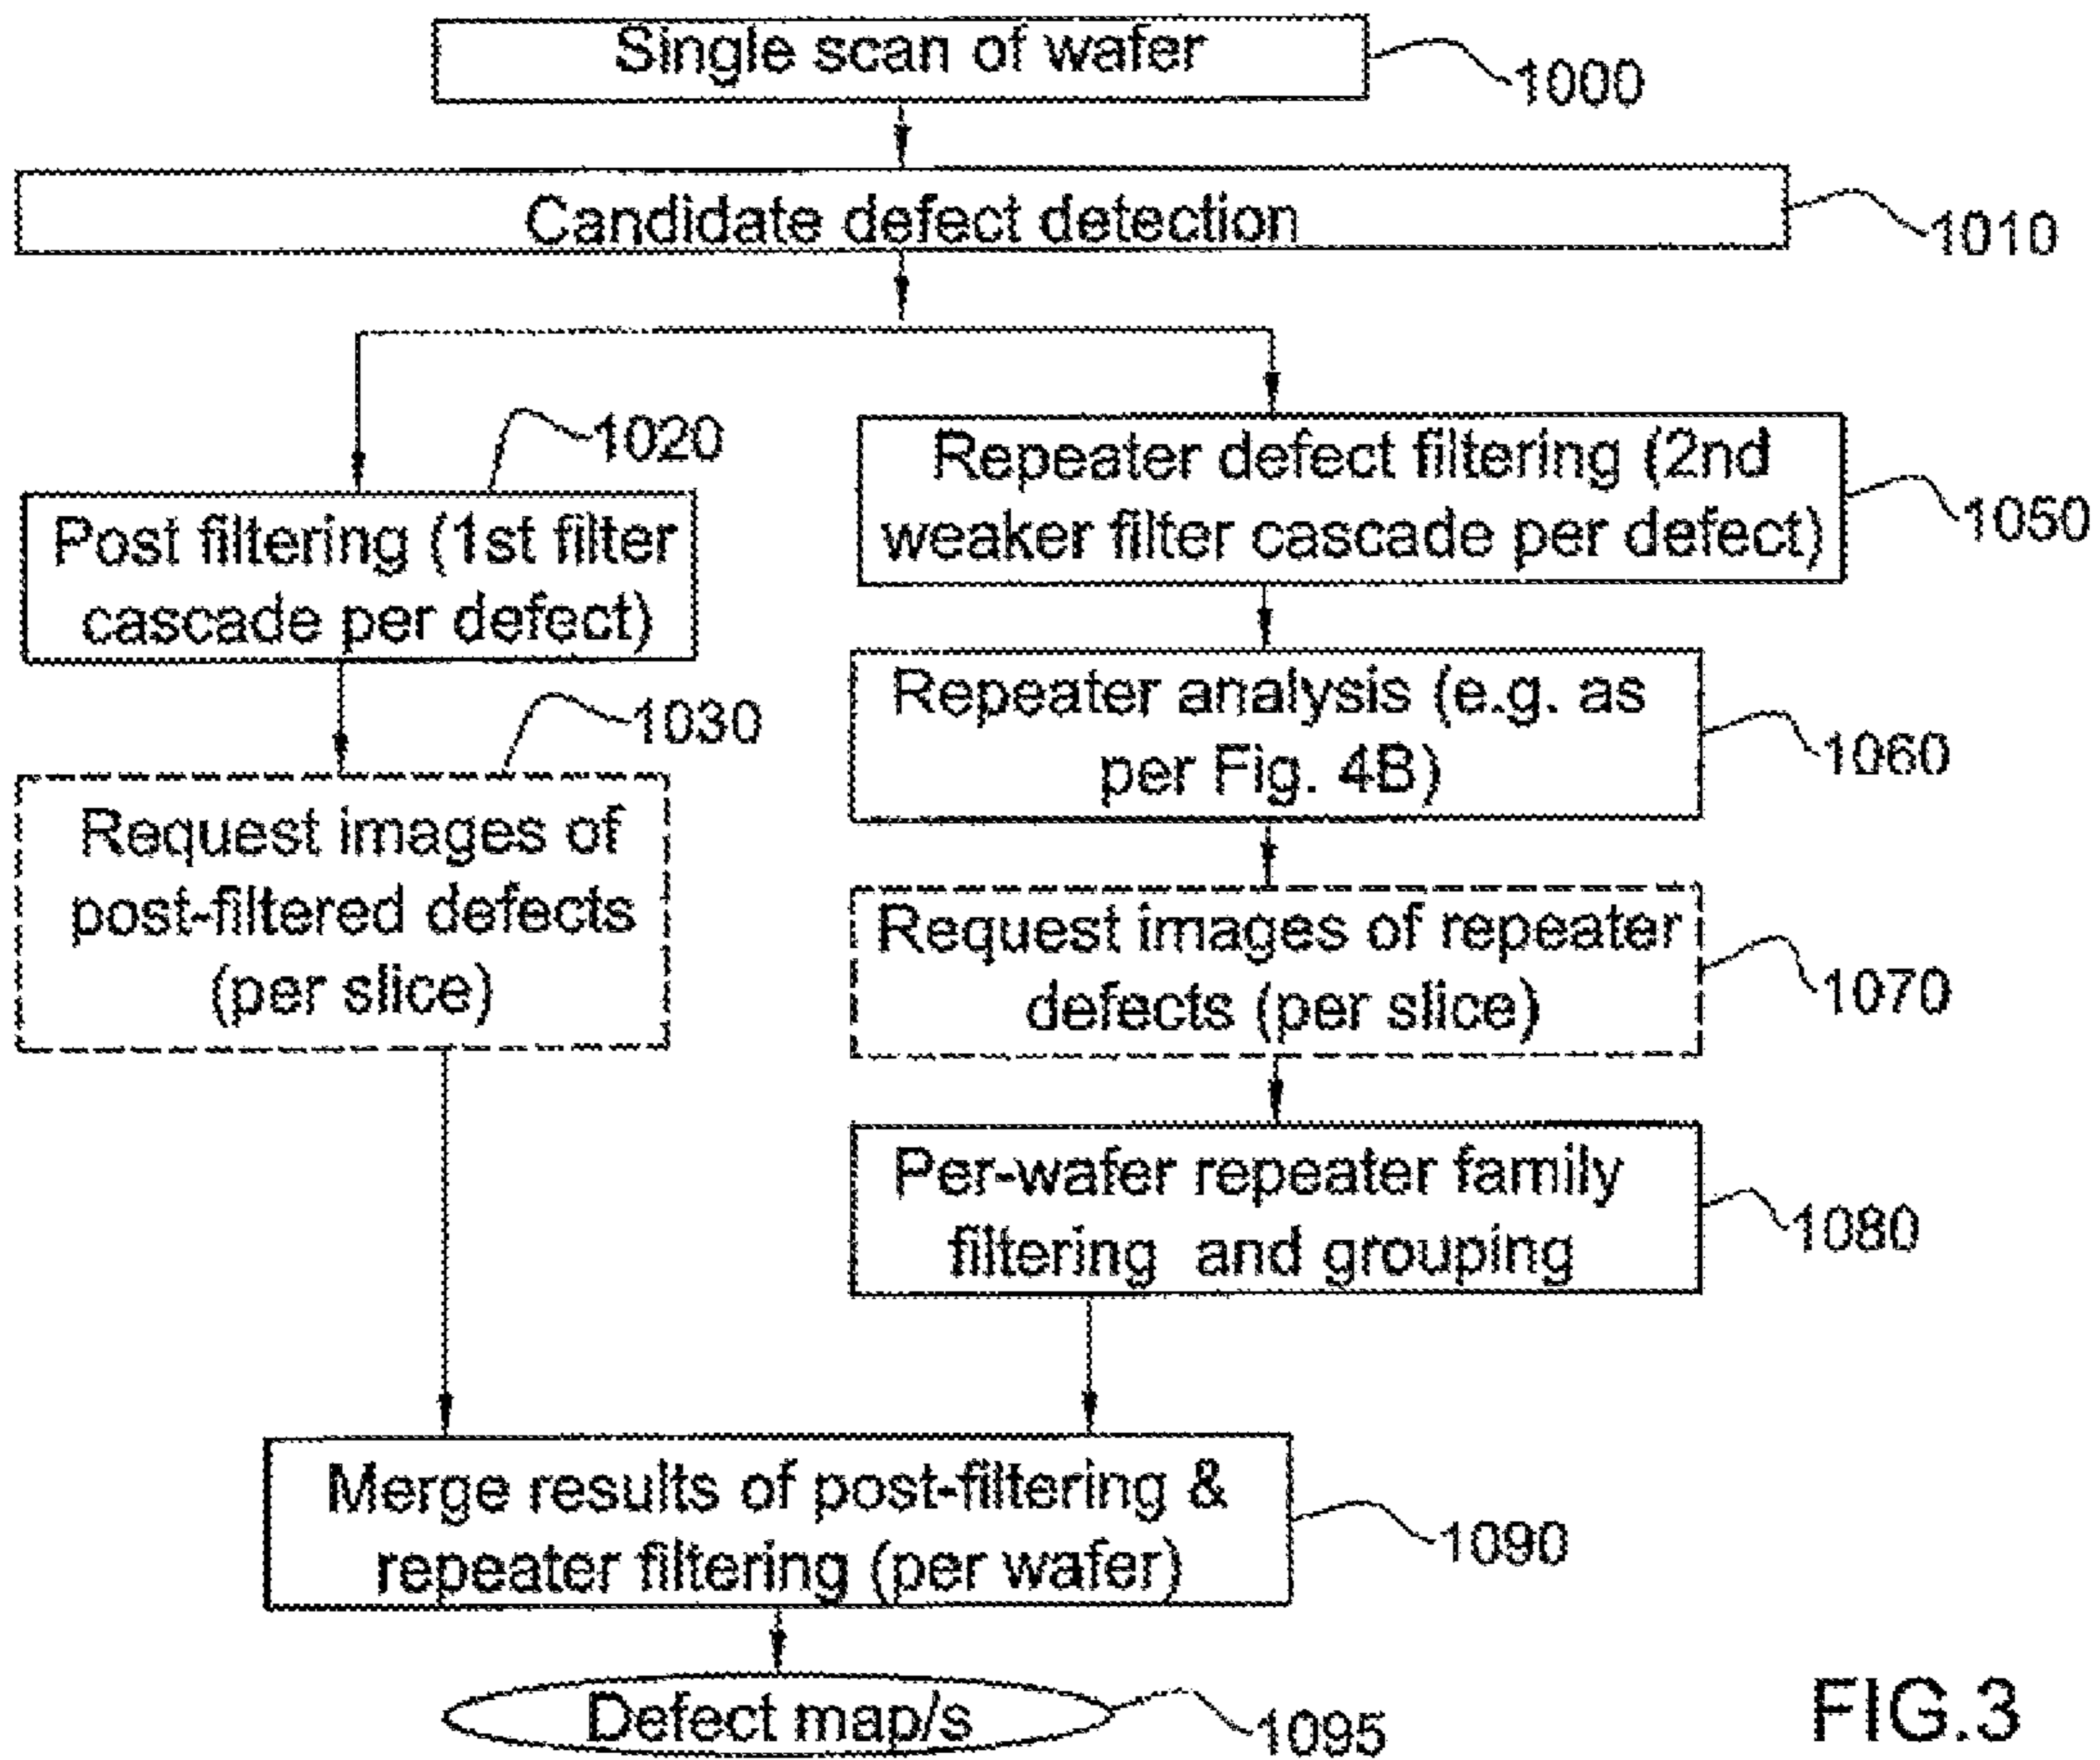 Single scan of wafer
1000
Candidate defect detection
1010
1020
Post filtering (1st filter
cascade per defect)
1030
Request images of
post-filtered defects
(per slice)
Repeater defect filtering (2nd
weaker filter cascade per defect)
1050
Repeater analysis (e.g. as
per Fig. 4B)
1060
Request images of repeater
defects (per slice)
1070
Per-wafer repeater family
filtering and grouping
1080
Merge results of post-filtering &
repeater filtering (per wafer)
1090
Defect map/s
1095
FIG.3